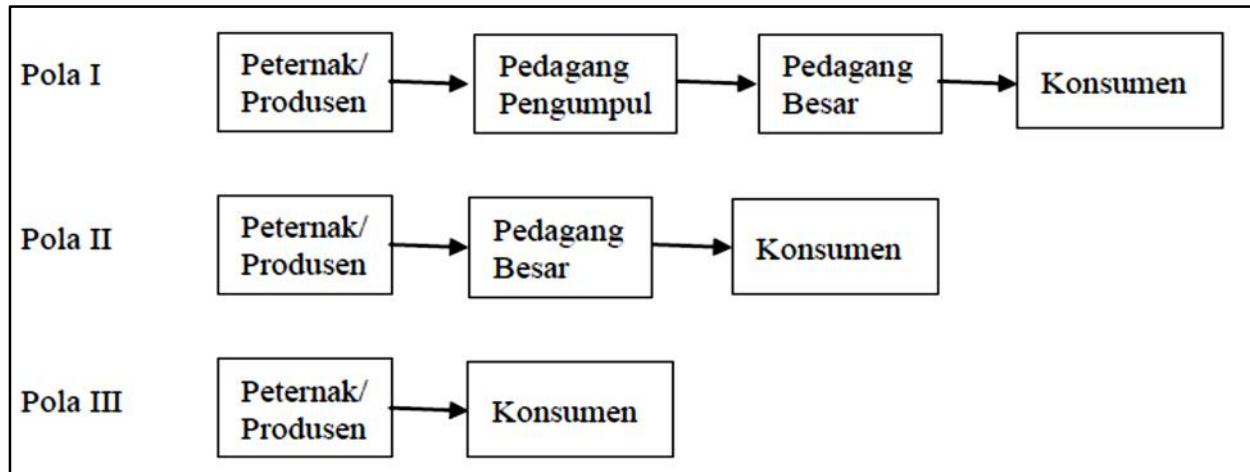 Pola I
Peternak/
Produsen
Pedagang
Pengumpul
Pedagang
Besar
Konsumen
Pola II
Peternak/
Produsen
Pedagang
Besar
Konsumen
Pola III
Peternak/
Produsen
Konsumen